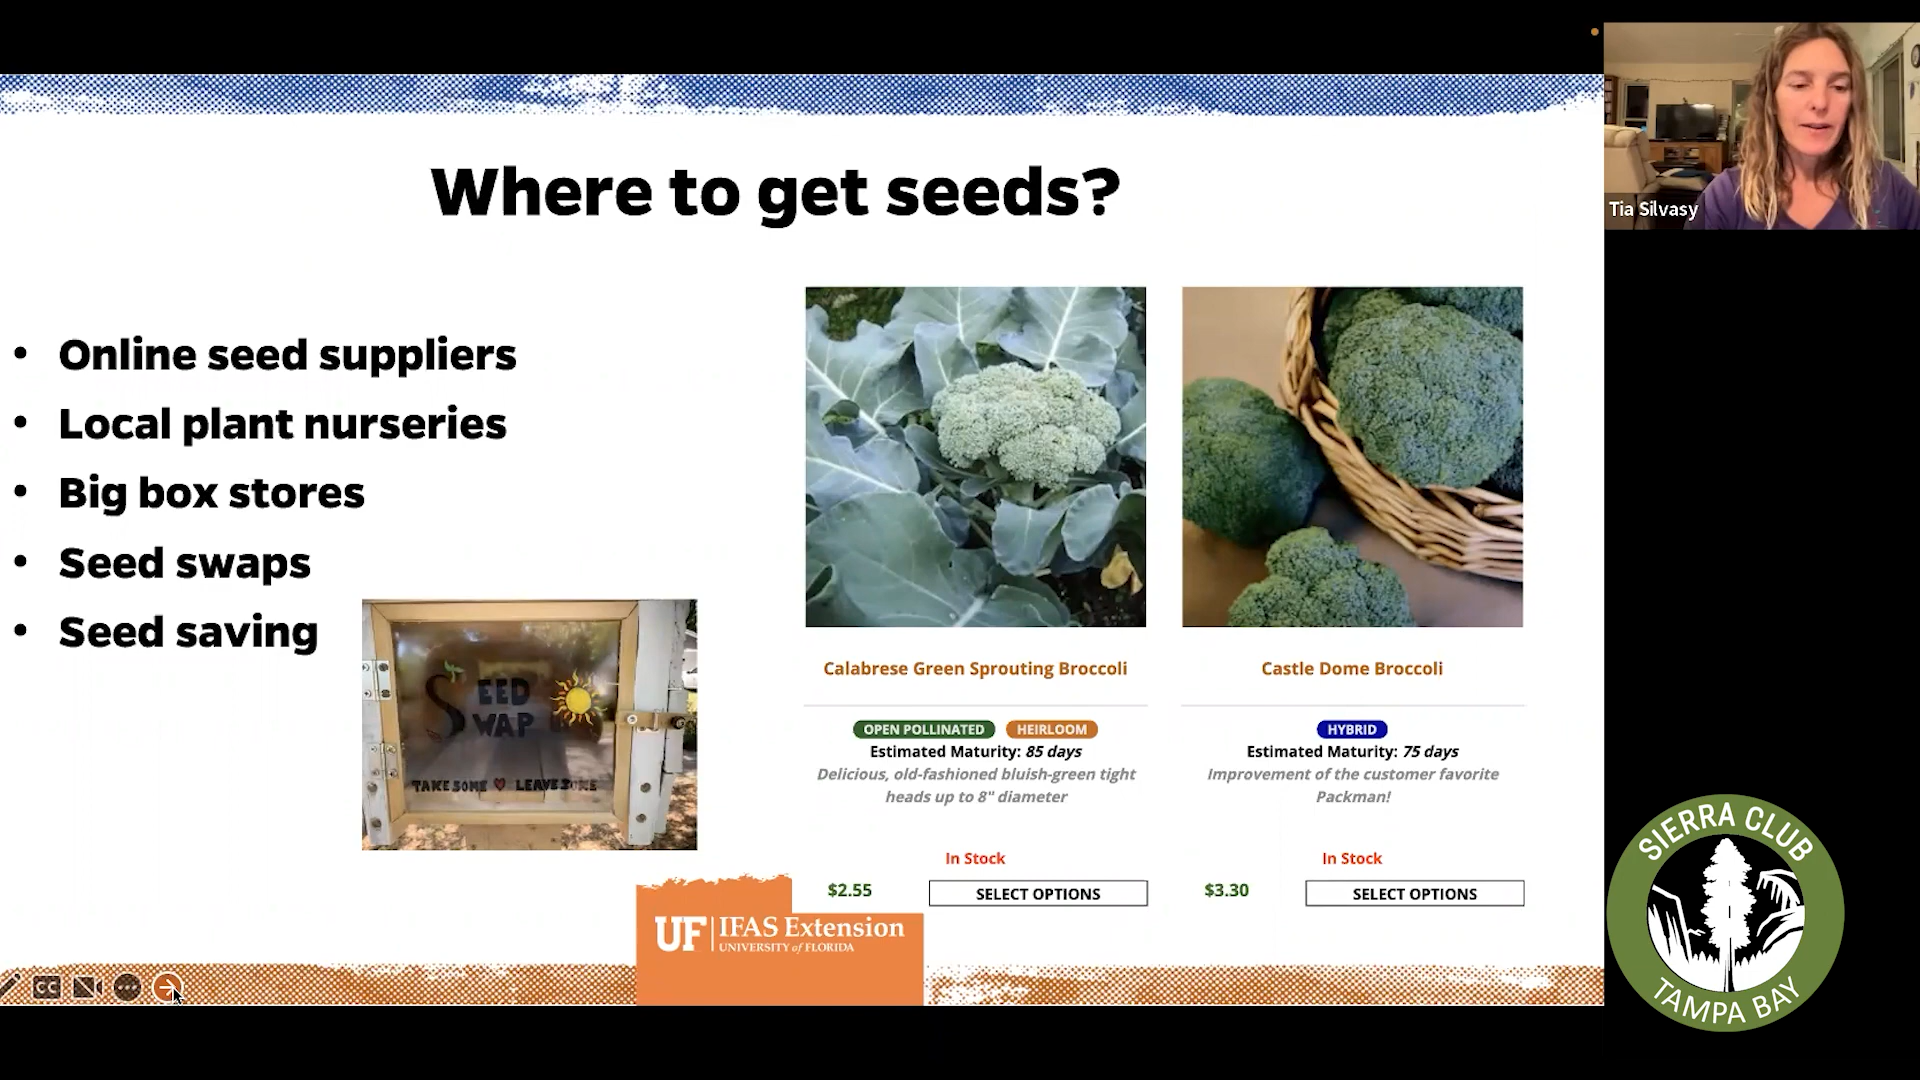 Where to get seeds?
• Online seed suppliers
• Local plant nurseries
• Big box stores
• Seed swaps
• Seed saving
SEED
SWAP
TAKE SOME LEAVE SOME
Calabrese Green Sprouting Broccoli
OPEN POLLINATED HEIRLOOM
Estimated Maturity: 85 days
Delicious, old-fashioned bluish-green tight
heads up to 8" diameter
In Stock
$2.55 SELECT OPTIONS
Castle Dome Broccoli
HYBRID
Estimated Maturity: 75 days
Improvement of the customer favorite
Packman!
In Stock
$3.30 SELECT OPTIONS
UF IFAS Extension
UNIVERSITY of FLORIDA
CC
Tia Silvasy
SIERRA CLUB
TAMPA BAY